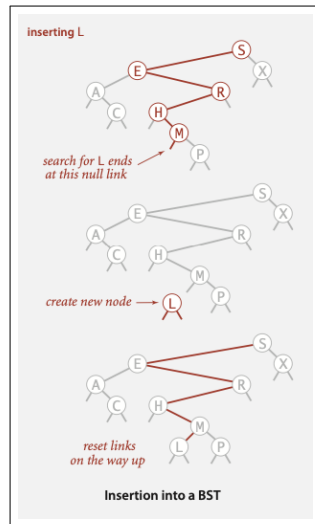 inserting L
S
E X
A R
C H
M
P
search for L ends
at this null link
S
E X
A R
C H
M
P
create new node L
S
E X
A R
C H
M
L P
reset links
on the way up
Insertion into a BST